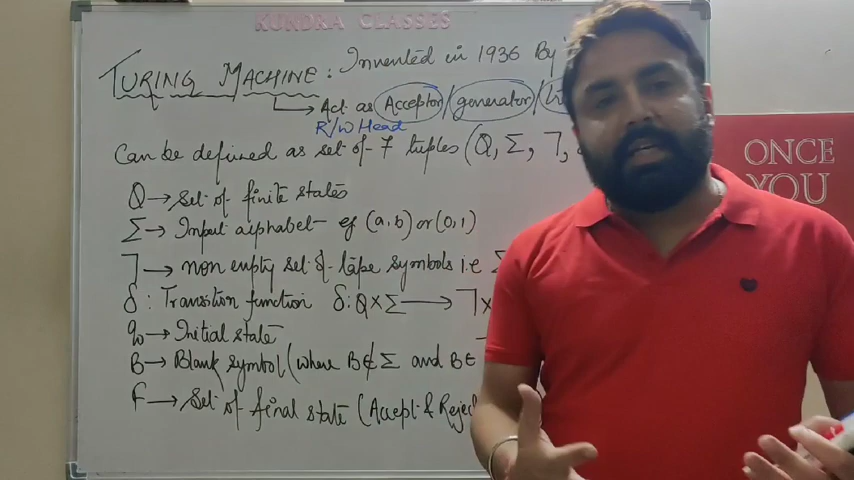 KUNDRA CLASSES
TURING MACHINE : Invented in 1936 By
→ Act as Acceptor / generator /
R/W Head
Can be defined as set of 7 tuples (Q, Σ, ⅂,
Q → Set of finite states
Σ → Input alphabet eg (a, b) or (0, 1)
⅂ → non empty set of tape symbols i.e Σ
δ : Transition function δ: Q × Σ → ⅂ ×
q0 → Initial state
B → Blank symbol (where B ∉ Σ and B ∈
F → Set of final state (Accept & Reject
ONCE
YOU